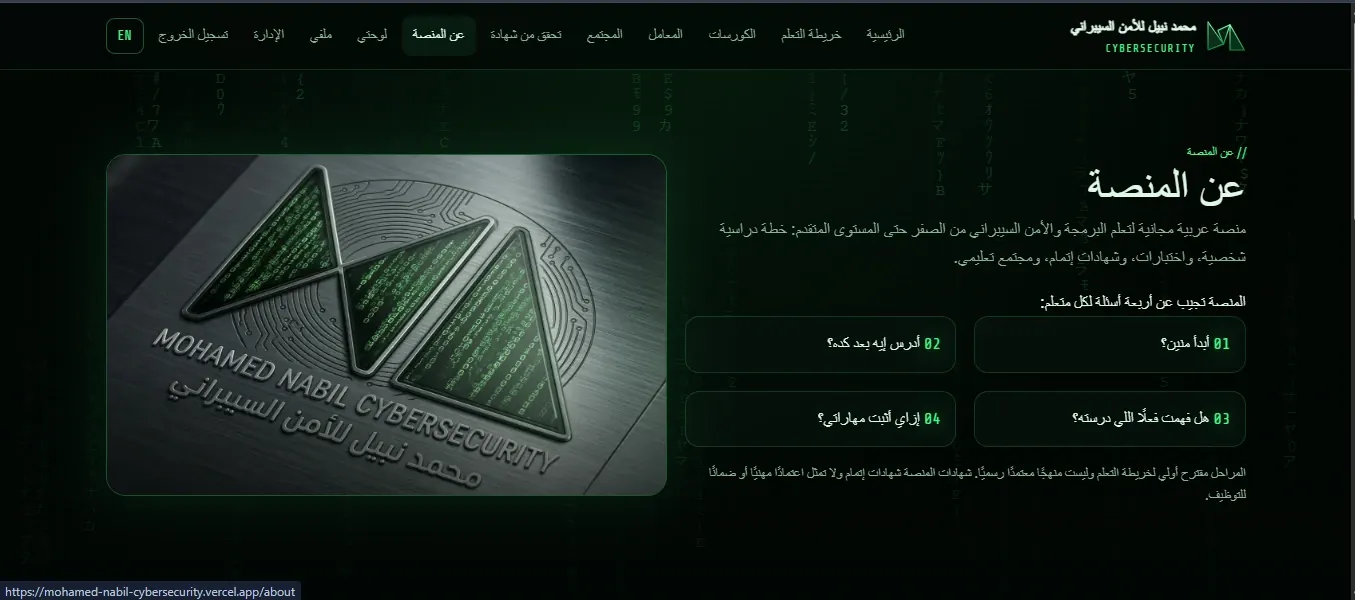 محمد نبيل للأمن السيبراني
CYBERSECURITY
الرئيسية
خريطة التعلم
الكورسات
المعامل
المجتمع
تحقق من شهادة
عن المنصة
لوحتي
ملفي
الإدارة
تسجيل الخروج
EN
// عن المنصة
عن المنصة
منصة عربية مجانية لتعلم البرمجة والأمن السيبراني من الصفر حتى المستوى المتقدم: خطة دراسية
شخصية، واختبارات، وشهادات إتمام، ومجتمع تعليمي.
المنصة تجيب عن أربعة أسئلة لكل متعلم:
01 أبدأ منين؟
02 أدرس إيه بعد كده؟
03 هل فهمت فعلًا اللي درسته؟
04 إزاي أثبت مهاراتي؟
المراحل مقترح أولي لخريطة التعلم وليست منهجًا معتمدًا رسميًا. شهادات المنصة شهادات إتمام ولا تمثل اعتمادًا مهنيًا أو ضمانًا
للتوظيف.
MOHAMED NABIL CYBERSECURITY
محمد نبيل للأمن السيبراني
https://mohamed-nabil-cybersecurity.vercel.app/about